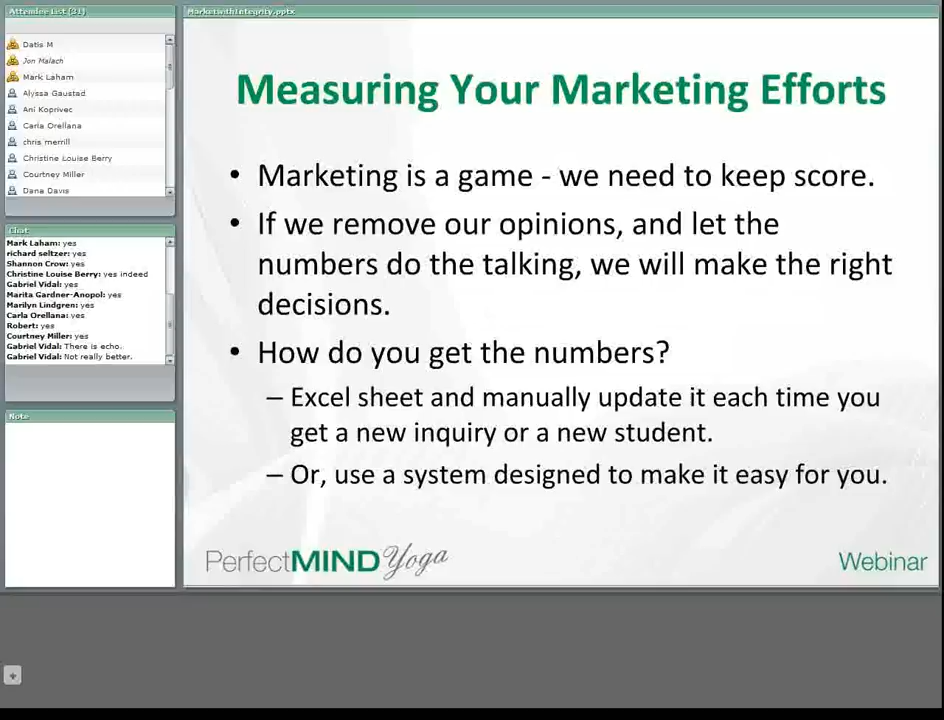 Attendee List (21)
Datis M
Jon Malach
Mark Laham
Alyssa Gaustad
Ani Koprivec
Carla Orellana
chris merrill
Christine Louise Berry
Courtney Miller
Dana Davis
Chat
Mark Laham: yes
richard seltzer: yes
Shannon Crow: yes
Christine Louise Berry: yes indeed
Gabriel Vidal: yes
Marita Gardner-Anopol: yes
Marilyn Lindgren: yes
Carla Orellana: yes
Robert: yes
Courtney Miller: yes
Gabriel Vidal: There is echo.
Gabriel Vidal: Not really better.
Note
MarketwithIntegrity.pptx
Measuring Your Marketing Efforts
• Marketing is a game - we need to keep score.
• If we remove our opinions, and let the
numbers do the talking, we will make the right
decisions.
• How do you get the numbers?
– Excel sheet and manually update it each time you
get a new inquiry or a new student.
– Or, use a system designed to make it easy for you.
PerfectMIND Yoga
Webinar